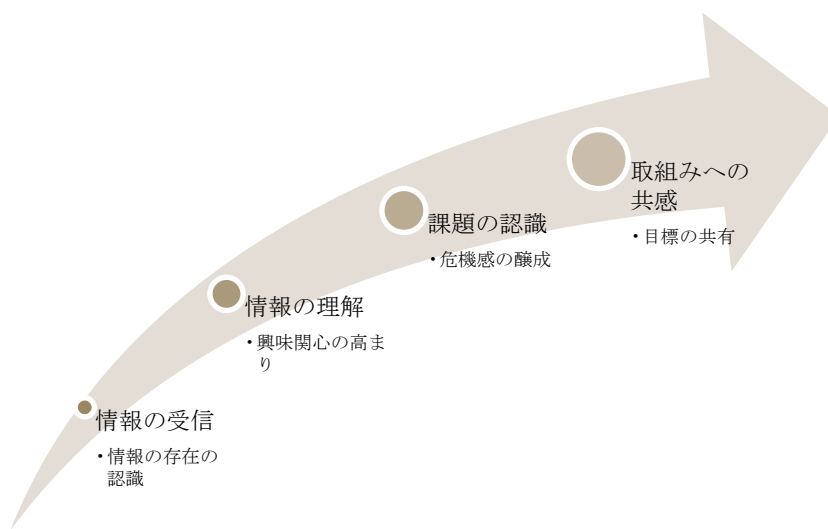 情報の受信
・情報の存在の
認識
情報の理解
・興味関心の高ま
り
課題の認識
・危機感の醸成
取組みへの
共感
・目標の共有